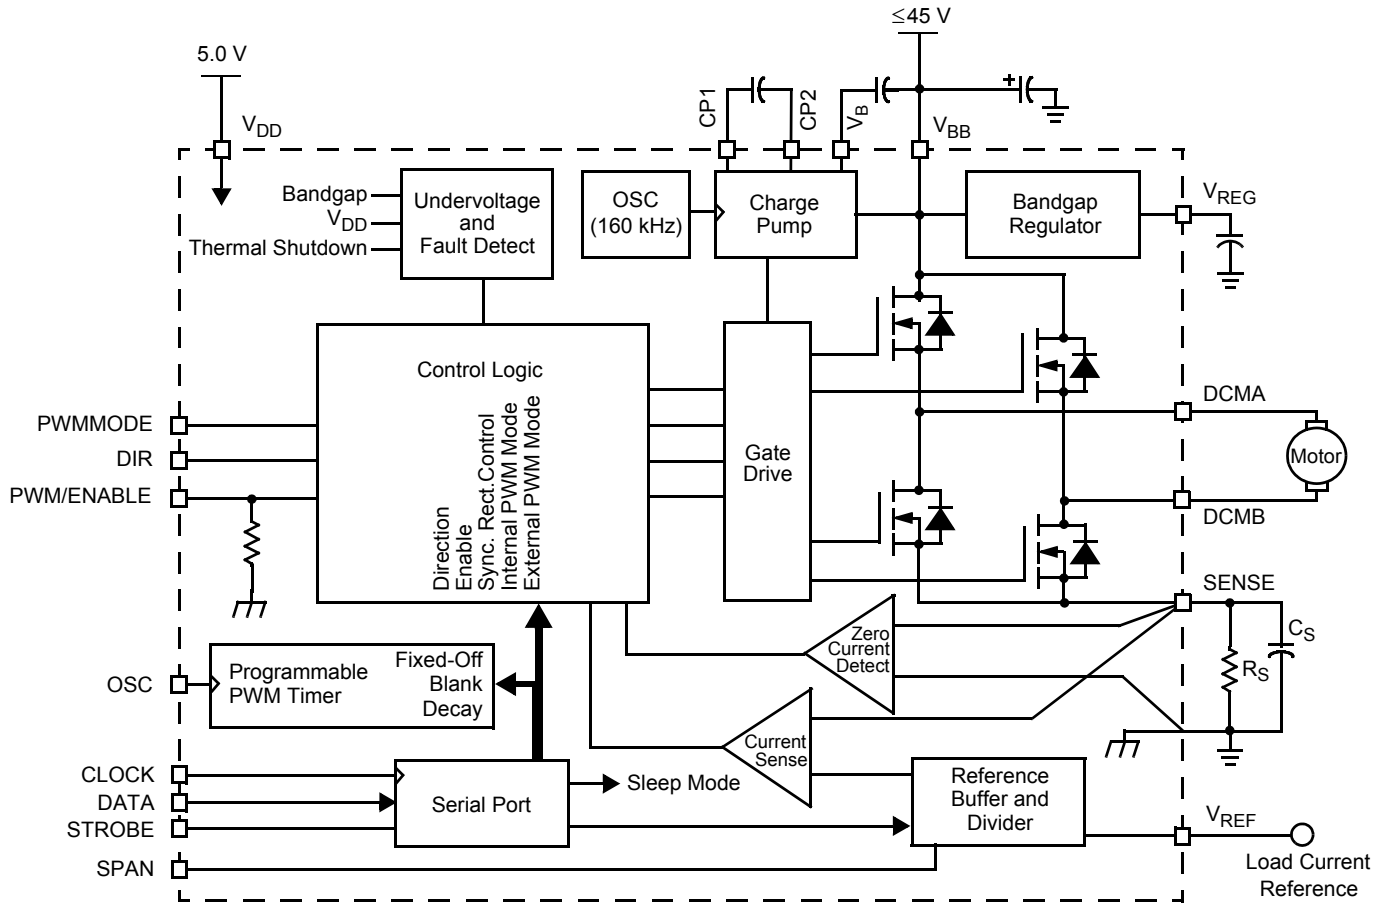 ≤45 V
5.0 V
VDD
CP1
CP2
VB
VBB
Bandgap
VDD
Thermal Shutdown
Undervoltage
and
Fault Detect
OSC
(160 kHz)
Charge
Pump
Bandgap
Regulator
VREG
Control Logic
Direction
Enable
Sync. Rect.Control
Internal PWM Mode
External PWM Mode
Gate
Drive
PWMMODE
DIR
PWM/ENABLE
DCMA
Motor
DCMB
SENSE
CS
RS
Zero
Current
Detect
OSC
Programmable
PWM Timer
Fixed-Off
Blank
Decay
Current
Sense
CLOCK
DATA
STROBE
SPAN
Serial Port
Sleep Mode
Reference
Buffer and
Divider
VREF
Load Current
Reference